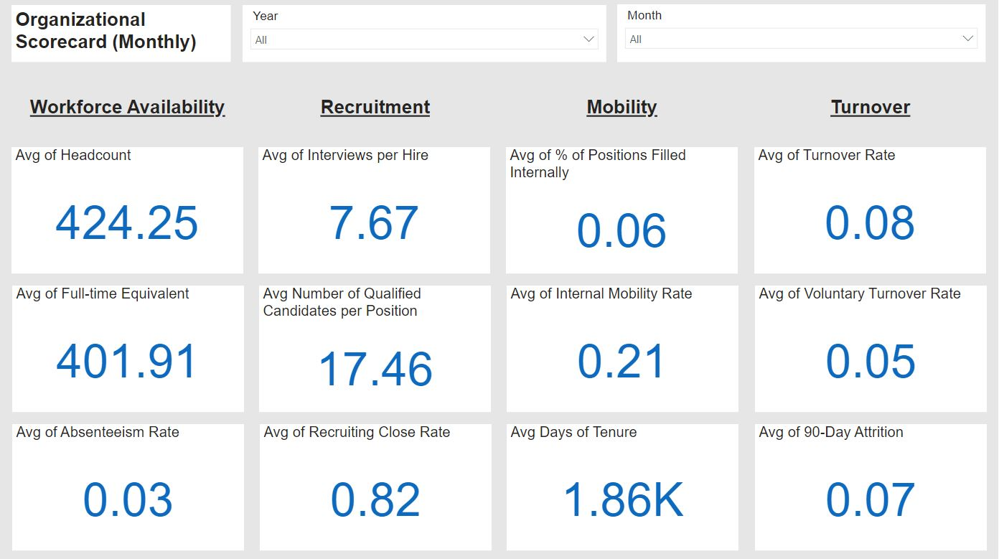 Organizational
Scorecard (Monthly)
Year
All
Month
All
Workforce Availability
Recruitment
Mobility
Turnover
Avg of Headcount
424.25
Avg of Interviews per Hire
7.67
Avg of % of Positions Filled
Internally
0.06
Avg of Turnover Rate
0.08
Avg of Full-time Equivalent
401.91
Avg Number of Qualified
Candidates per Position
17.46
Avg of Internal Mobility Rate
0.21
Avg of Voluntary Turnover Rate
0.05
Avg of Absenteeism Rate
0.03
Avg of Recruiting Close Rate
0.82
Avg Days of Tenure
1.86K
Avg of 90-Day Attrition
0.07